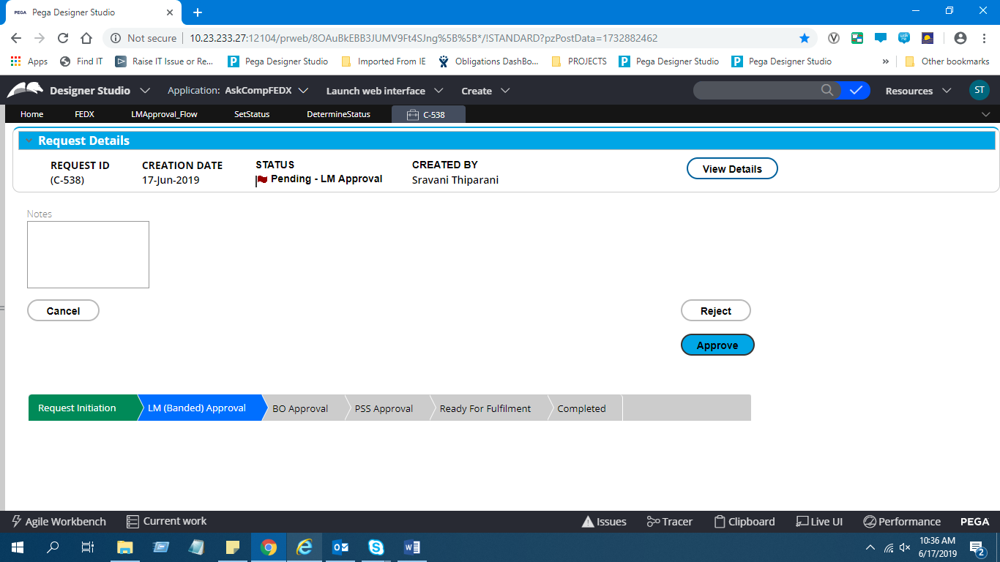 PEGA Pega Designer Studio
Not secure 10.23.233.27:12104/prweb/8OAuBkEBB3JUMV9Ft4SJng%5B%5B*/!STANDARD?pzPostData=1732882462
Apps Find IT Raise IT Issue or Re... Pega Designer Studio Imported From IE Obligations DashBo... PROJECTS Pega Designer Studio Pega Designer Studio » Other bookmarks
Designer Studio Application: AskCompFEDX Launch web interface Create Resources ST
Home FEDX LMApproval_Flow SetStatus DetermineStatus C-538
Request Details
REQUEST ID CREATION DATE STATUS CREATED BY
(C-538) 17-Jun-2019 Pending - LM Approval Sravani Thiparani View Details
Notes
Cancel Reject
Approve
Request Initiation LM (Banded) Approval BO Approval PSS Approval Ready For Fulfilment Completed
Agile Workbench Current work Issues Tracer Clipboard Live UI Performance PEGA
10:36 AM
6/17/2019 2